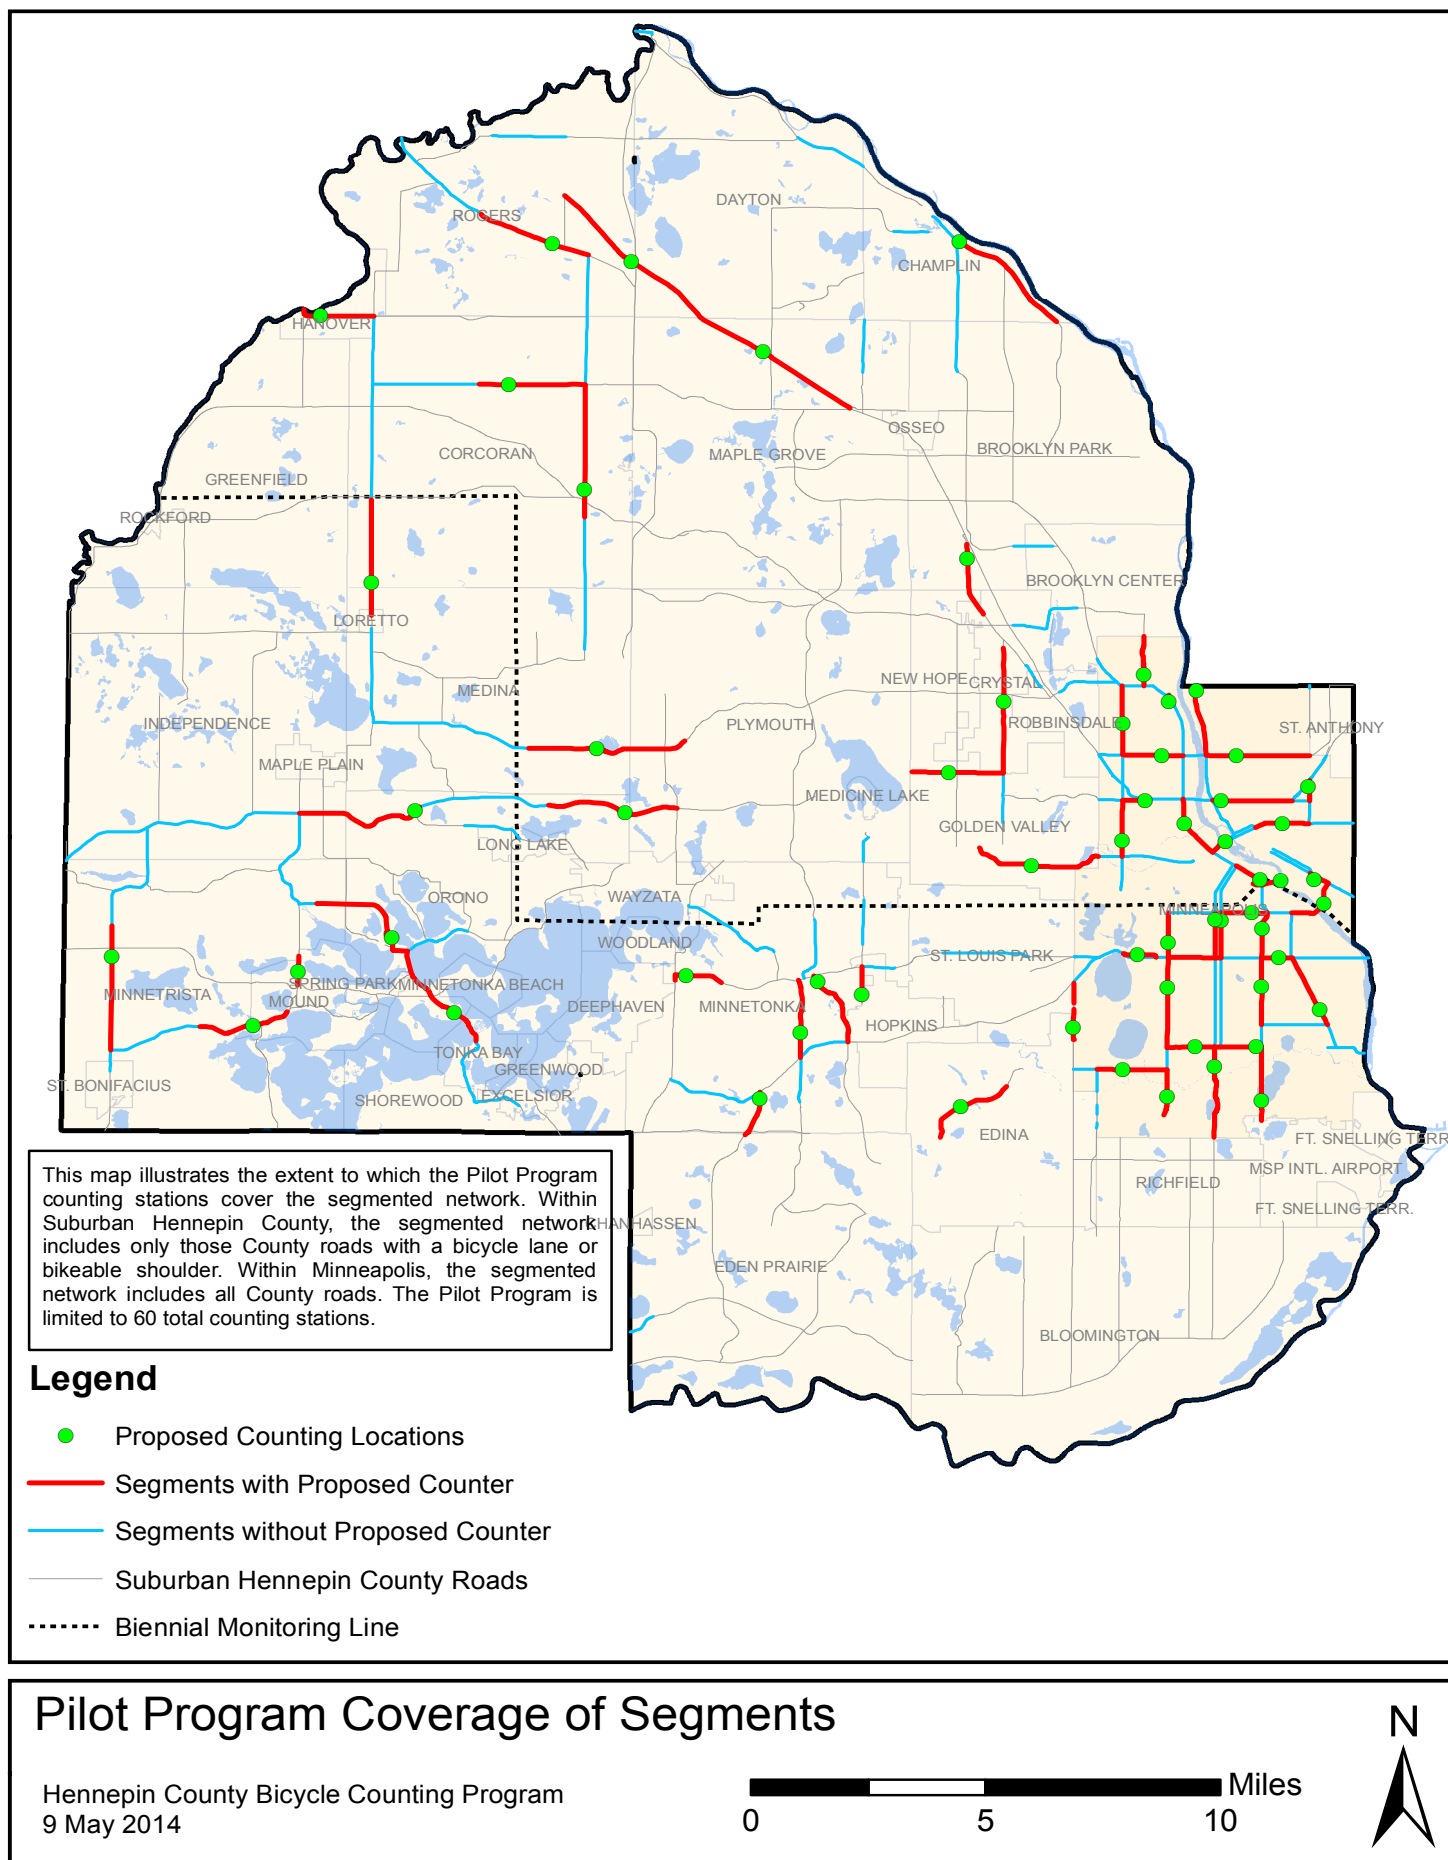 DAYTON
ROGERS
CHAMPLIN
HANOVER
OSSEO
BROOKLYN PARK
CORCORAN
MAPLE GROVE
GREENFIELD
ROCKFORD
BROOKLYN CENTER
LORETTO
NEW HOPE
CRYSTAL
MEDINA
ROBBINSDALE
INDEPENDENCE
PLYMOUTH
ST. ANTHONY
MAPLE PLAIN
MEDICINE LAKE
GOLDEN VALLEY
LONG LAKE
ORONO
WAYZATA
MINNEAPOLIS
WOODLAND
ST. LOUIS PARK
SPRING PARK
MINNETONKA BEACH
MINNETRISTA
MOUND
DEEPHAVEN
MINNETONKA
HOPKINS
TONKA BAY
GREENWOOD
ST. BONIFACIUS
SHOREWOOD
EXCELSIOR
EDINA
FT. SNELLING TERR
MSP INTL. AIRPORT
RICHFIELD
FT. SNELLING TERR.
HANHASSEN
EDEN PRAIRIE
BLOOMINGTON
This map illustrates the extent to which the Pilot Program
counting stations cover the segmented network. Within
Suburban Hennepin County, the segmented network
includes only those County roads with a bicycle lane or
bikeable shoulder. Within Minneapolis, the segmented
network includes all County roads. The Pilot Program is
limited to 60 total counting stations.
Legend
Proposed Counting Locations
Segments with Proposed Counter
Segments without Proposed Counter
Suburban Hennepin County Roads
Biennial Monitoring Line
Pilot Program Coverage of Segments
Hennepin County Bicycle Counting Program
9 May 2014
Miles
0 5 10
N